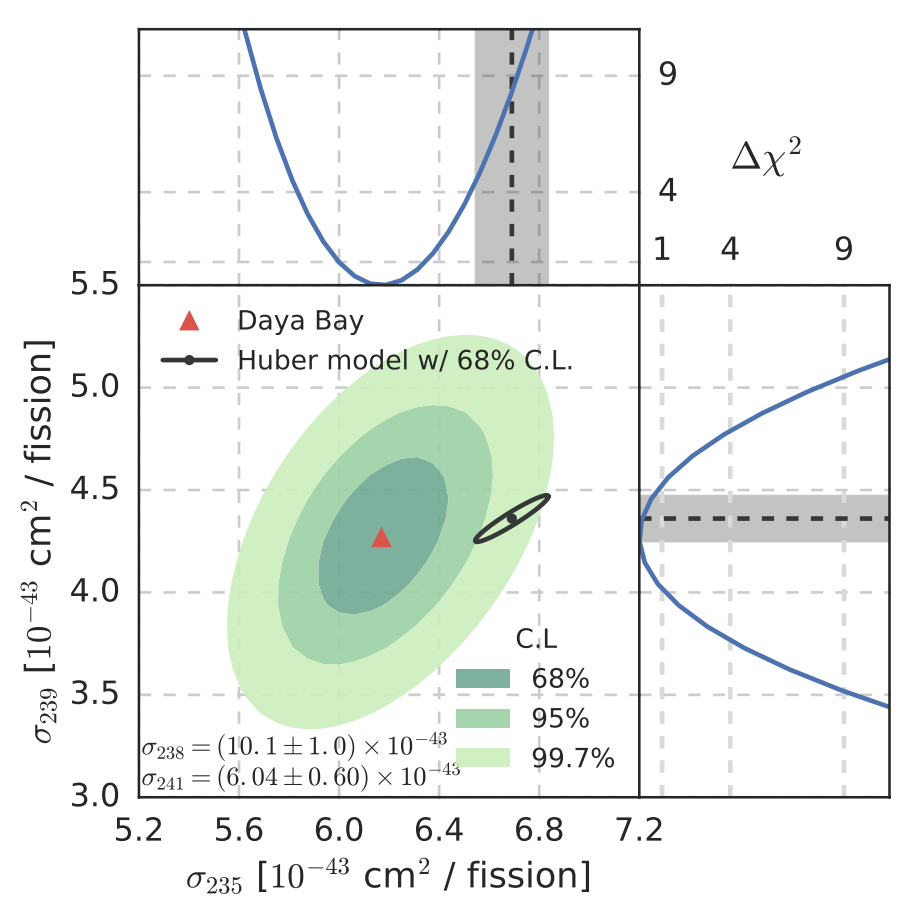 9
Δχ²
4
1 4 9
5.5
Daya Bay
Huber model w/ 68% C.L.
5.0
4.5
4.0
3.5
3.0
σ₂₃₉ [10⁻⁴³ cm² / fission]
C.L
68%
95%
99.7%
σ₂₃₈ = (10.1 ± 1.0) × 10⁻⁴³
σ₂₄₁ = (6.04 ± 0.60) × 10⁻⁴³
5.2 5.6 6.0 6.4 6.8 7.2
σ₂₃₅ [10⁻⁴³ cm² / fission]